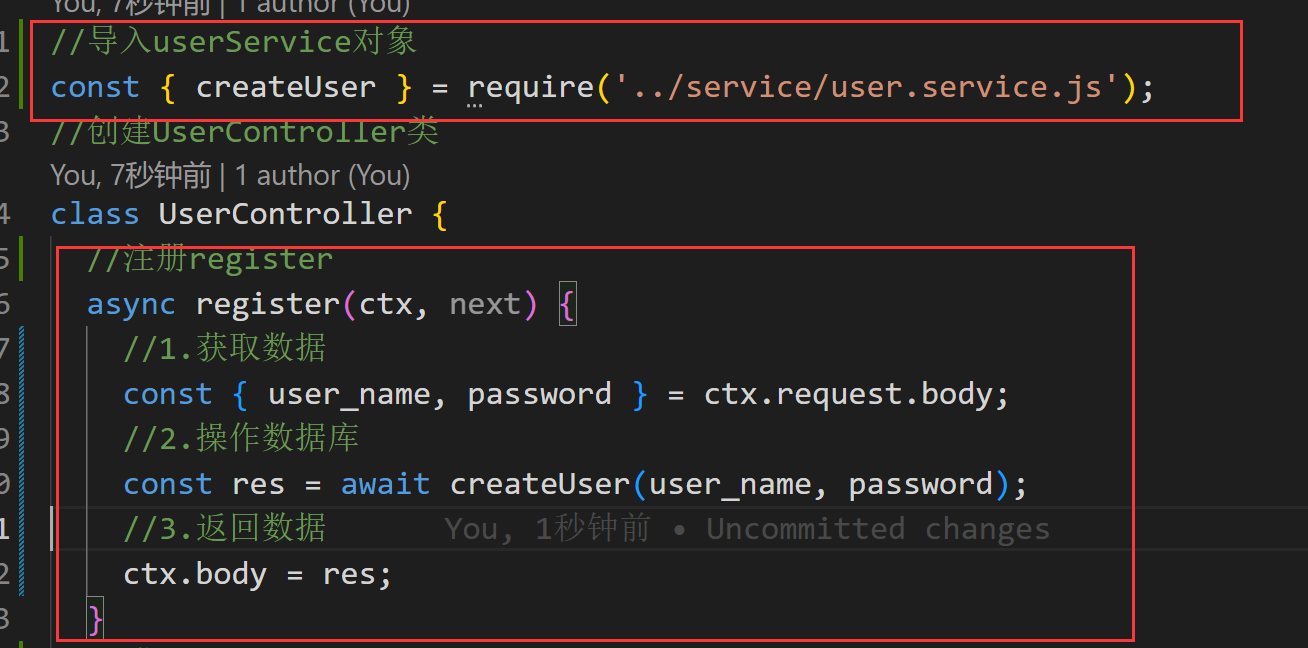 You, 7秒钟前 | 1 author (You)
1 //导入userService对象
2 const { createUser } = require('../service/user.service.js');
3 //创建UserController类
You, 7秒钟前 | 1 author (You)
4 class UserController {
5 //注册register
6 async register(ctx, next) {
7 //1.获取数据
8 const { user_name, password } = ctx.request.body;
9 //2.操作数据库
0 const res = await createUser(user_name, password);
1 //3.返回数据 You, 1秒钟前 • Uncommitted changes
2 ctx.body = res;
3 }